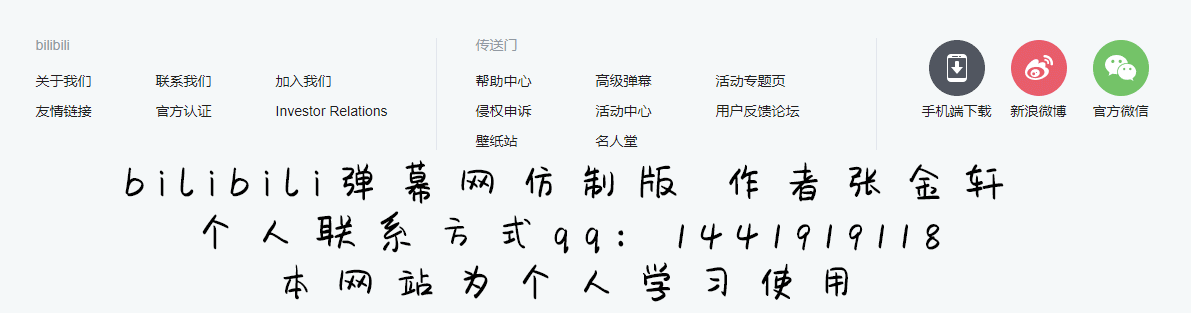 bilibili 传送门
关于我们 联系我们 加入我们 帮助中心 高级弹幕 活动专题页
友情链接 官方认证 Investor Relations 侵权申诉 活动中心 用户反馈论坛 手机端下载 新浪微博 官方微信
壁纸站 名人堂
bilibili弹幕网仿制版 作者张金轩
个人联系方式qq: 1441919118
本网站为个人学习使用